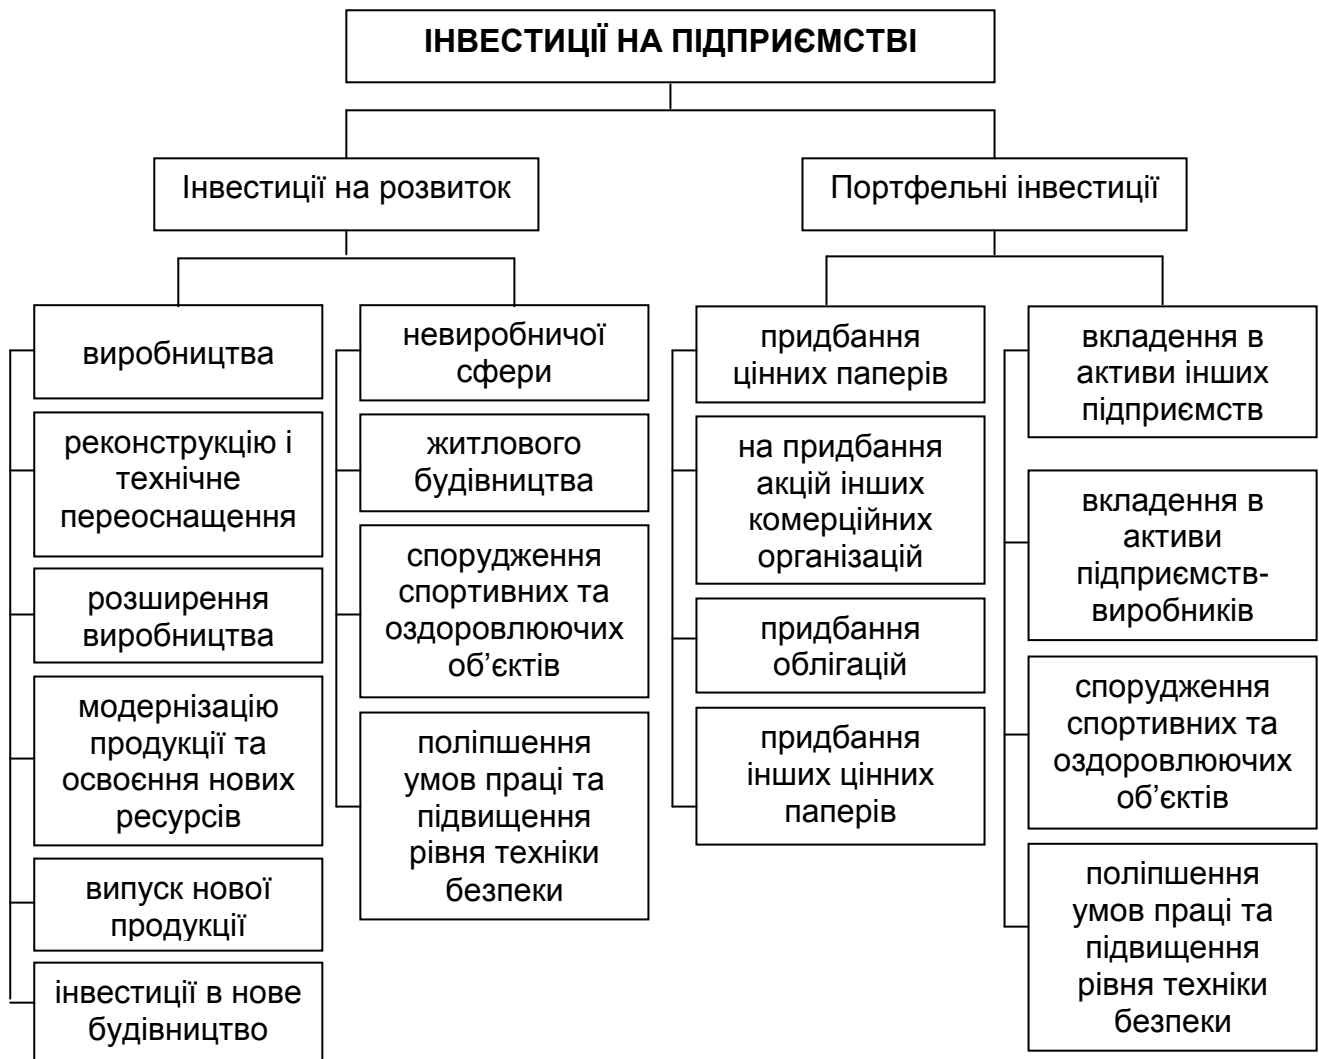 ІНВЕСТИЦІЇ НА ПІДПРИЄМСТВІ
Інвестиції на розвиток
Портфельні інвестиції
виробництва
реконструкцію і
технічне
переоснащення
розширення
виробництва
модернізацію
продукції та
освоєння нових
ресурсів
випуск нової
продукції
інвестиції в нове
будівництво
невиробничої
сфери
житлового
будівництва
спорудження
спортивних та
оздоровлюючих
об’єктів
поліпшення
умов праці та
підвищення
рівня техніки
безпеки
придбання
цінних паперів
на придбання
акцій інших
комерційних
організацій
придбання
облігацій
придбання
інших цінних
паперів
вкладення в
активи інших
підприємств
вкладення в
активи
підприємств-
виробників
спорудження
спортивних та
оздоровлюючих
об’єктів
поліпшення
умов праці та
підвищення
рівня техніки
безпеки